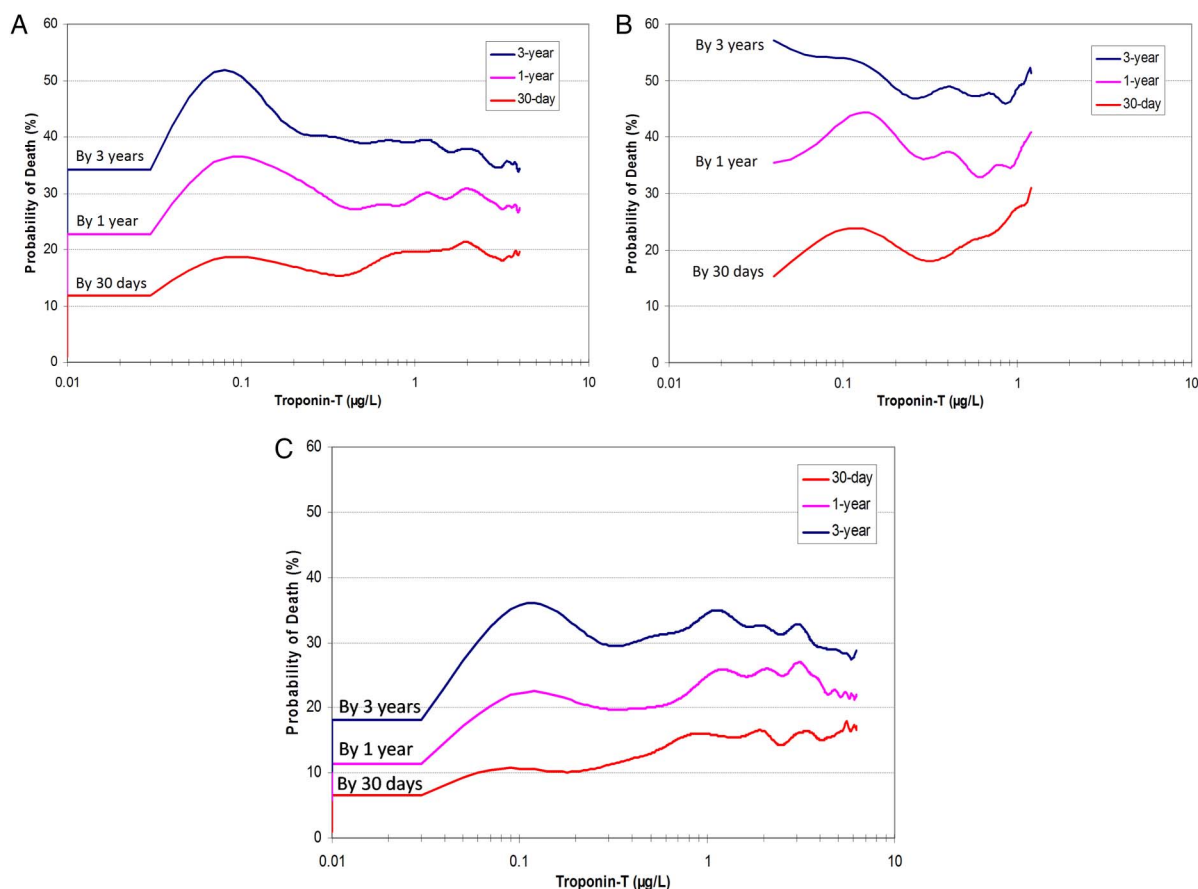 A
60
50
40
30
20
10
0
Probability of Death (%)
By 3 years
By 1 year
By 30 days
3-year
1-year
30-day
0.01 0.1 1 10
Troponin-T (µg/L)
B
60
50
40
30
20
10
0
Probability of Death (%)
By 3 years
By 1 year
By 30 days
3-year
1-year
30-day
0.01 0.1 1 10
Troponin-T (µg/L)
C
60
50
40
30
20
10
0
Probability of Death (%)
By 3 years
By 1 year
By 30 days
30-day
1-year
3-year
0.01 0.1 1 10
Troponin-T (µg/L)